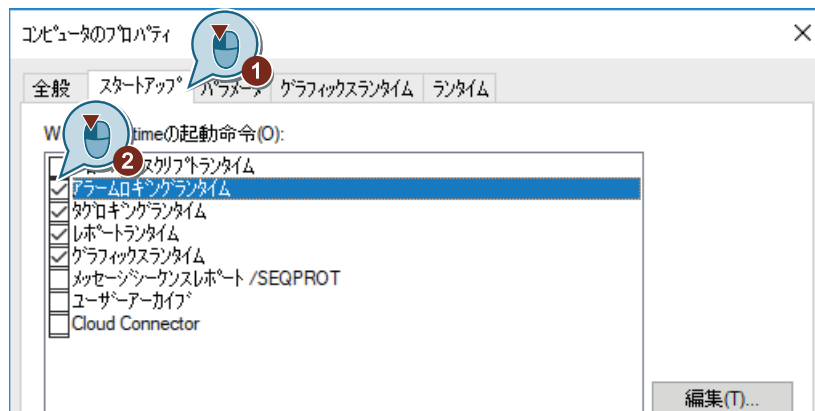 コンピュータのプロパティ
全般 スタートアップ パラメータ グラフィックスランタイム ランタイム
1
W timeの起動命令(O):
2
スクリプトランタイム
アラームロギングランタイム
タグロギングランタイム
レポートランタイム
グラフィックスランタイム
メッセージシーケンスレポート /SEQPROT
ユーザーアーカイブ
Cloud Connector
編集(T)...